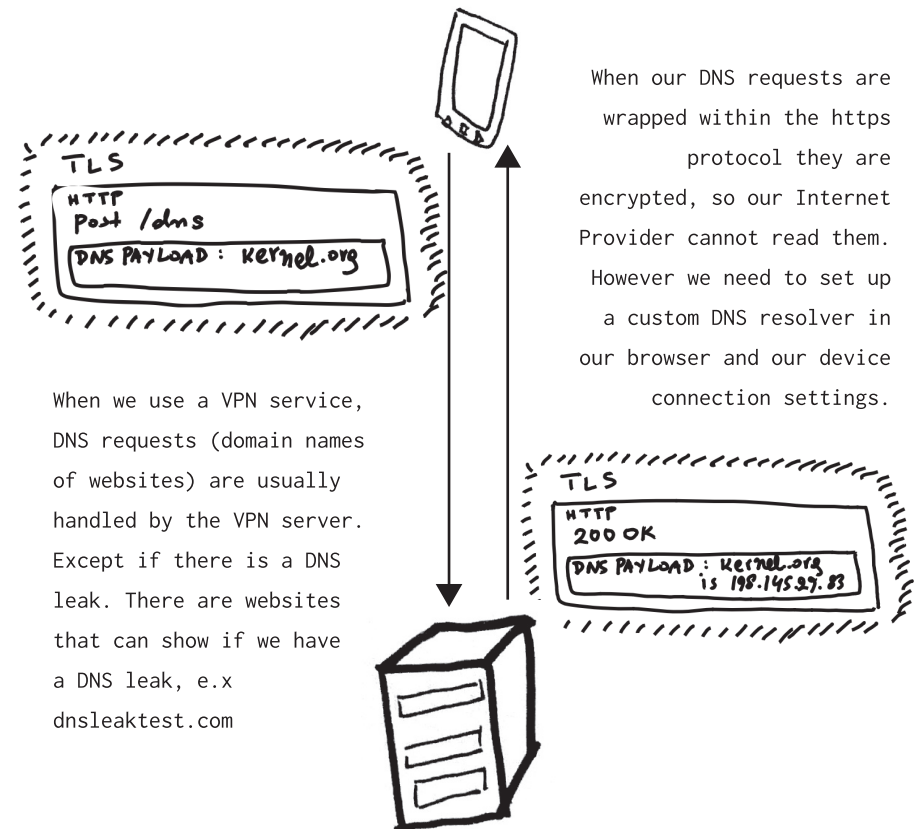 TLS
HTTP
Post /dns
DNS PAYLOAD : kernel.org
When our DNS requests are
wrapped within the https
protocol they are
encrypted, so our Internet
Provider cannot read them.
However we need to set up
a custom DNS resolver in
our browser and our device
connection settings.
When we use a VPN service,
DNS requests (domain names
of websites) are usually
handled by the VPN server.
Except if there is a DNS
leak. There are websites
that can show if we have
a DNS leak, e.x
dnsleaktest.com
TLS
HTTP
200 OK
DNS PAYLOAD : kernel.org
is 198.145.29.83